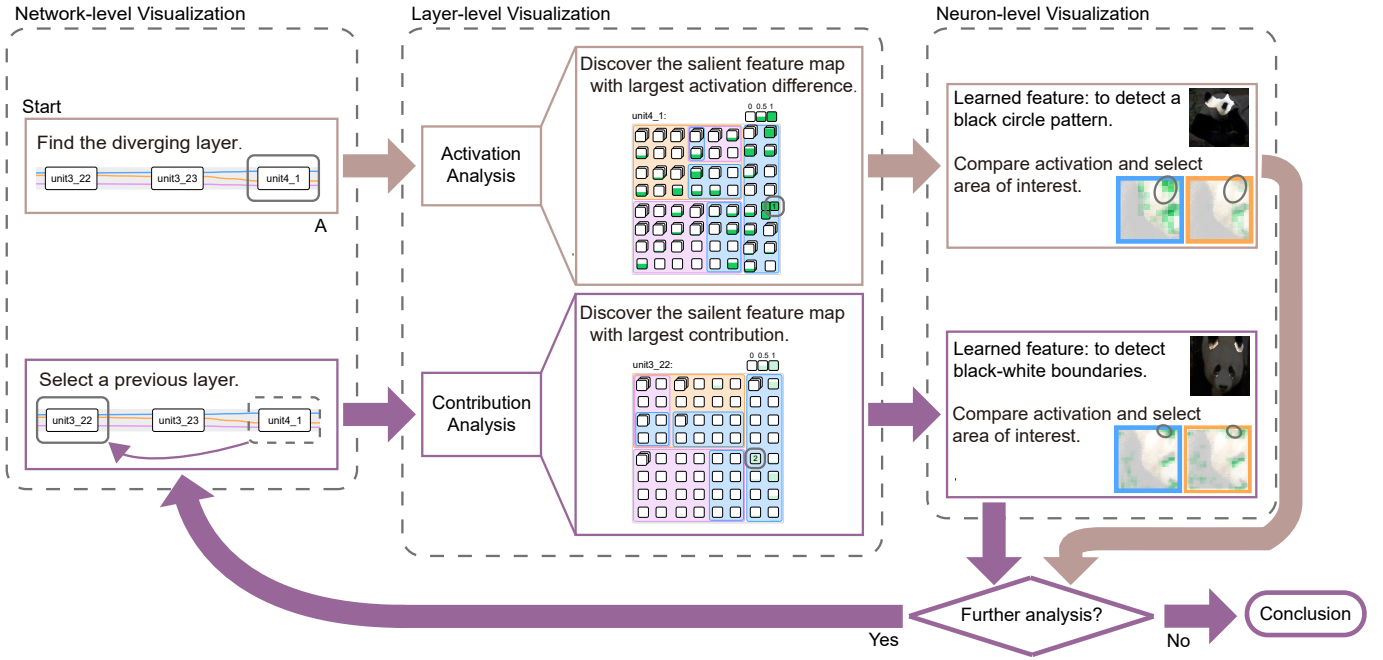 Network-level Visualization
Layer-level Visualization
Neuron-level Visualization
Start
Find the diverging layer.
unit3_22
unit3_23
unit4_1
A
Activation
Analysis
Discover the salient feature map
with largest activation difference.
unit4_1:
0 0.5 1
1
Learned feature: to detect a
black circle pattern.
Compare activation and select
area of interest.
Select a previous layer.
unit3_22
unit3_23
unit4_1
Contribution
Analysis
Discover the sailent feature map
with largest contribution.
unit3_22:
0 0.5 1
2
Learned feature: to detect
black-white boundaries.
Compare activation and select
area of interest.
Further analysis?
Yes
No
Conclusion